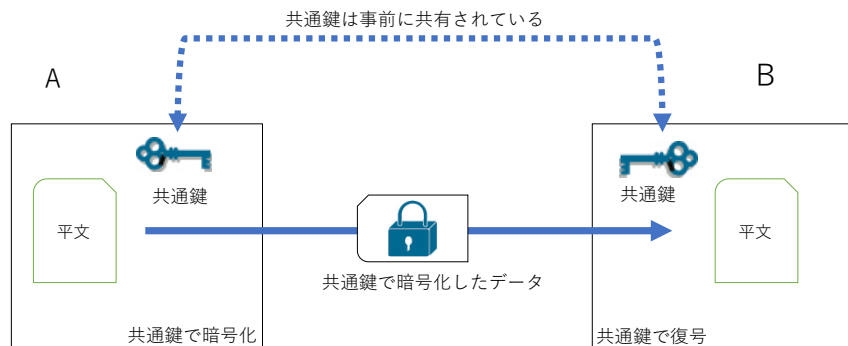 共通鍵は事前に共有されている
A
B
共通鍵
共通鍵
平文
平文
共通鍵で暗号化したデータ
共通鍵で暗号化
共通鍵で復号